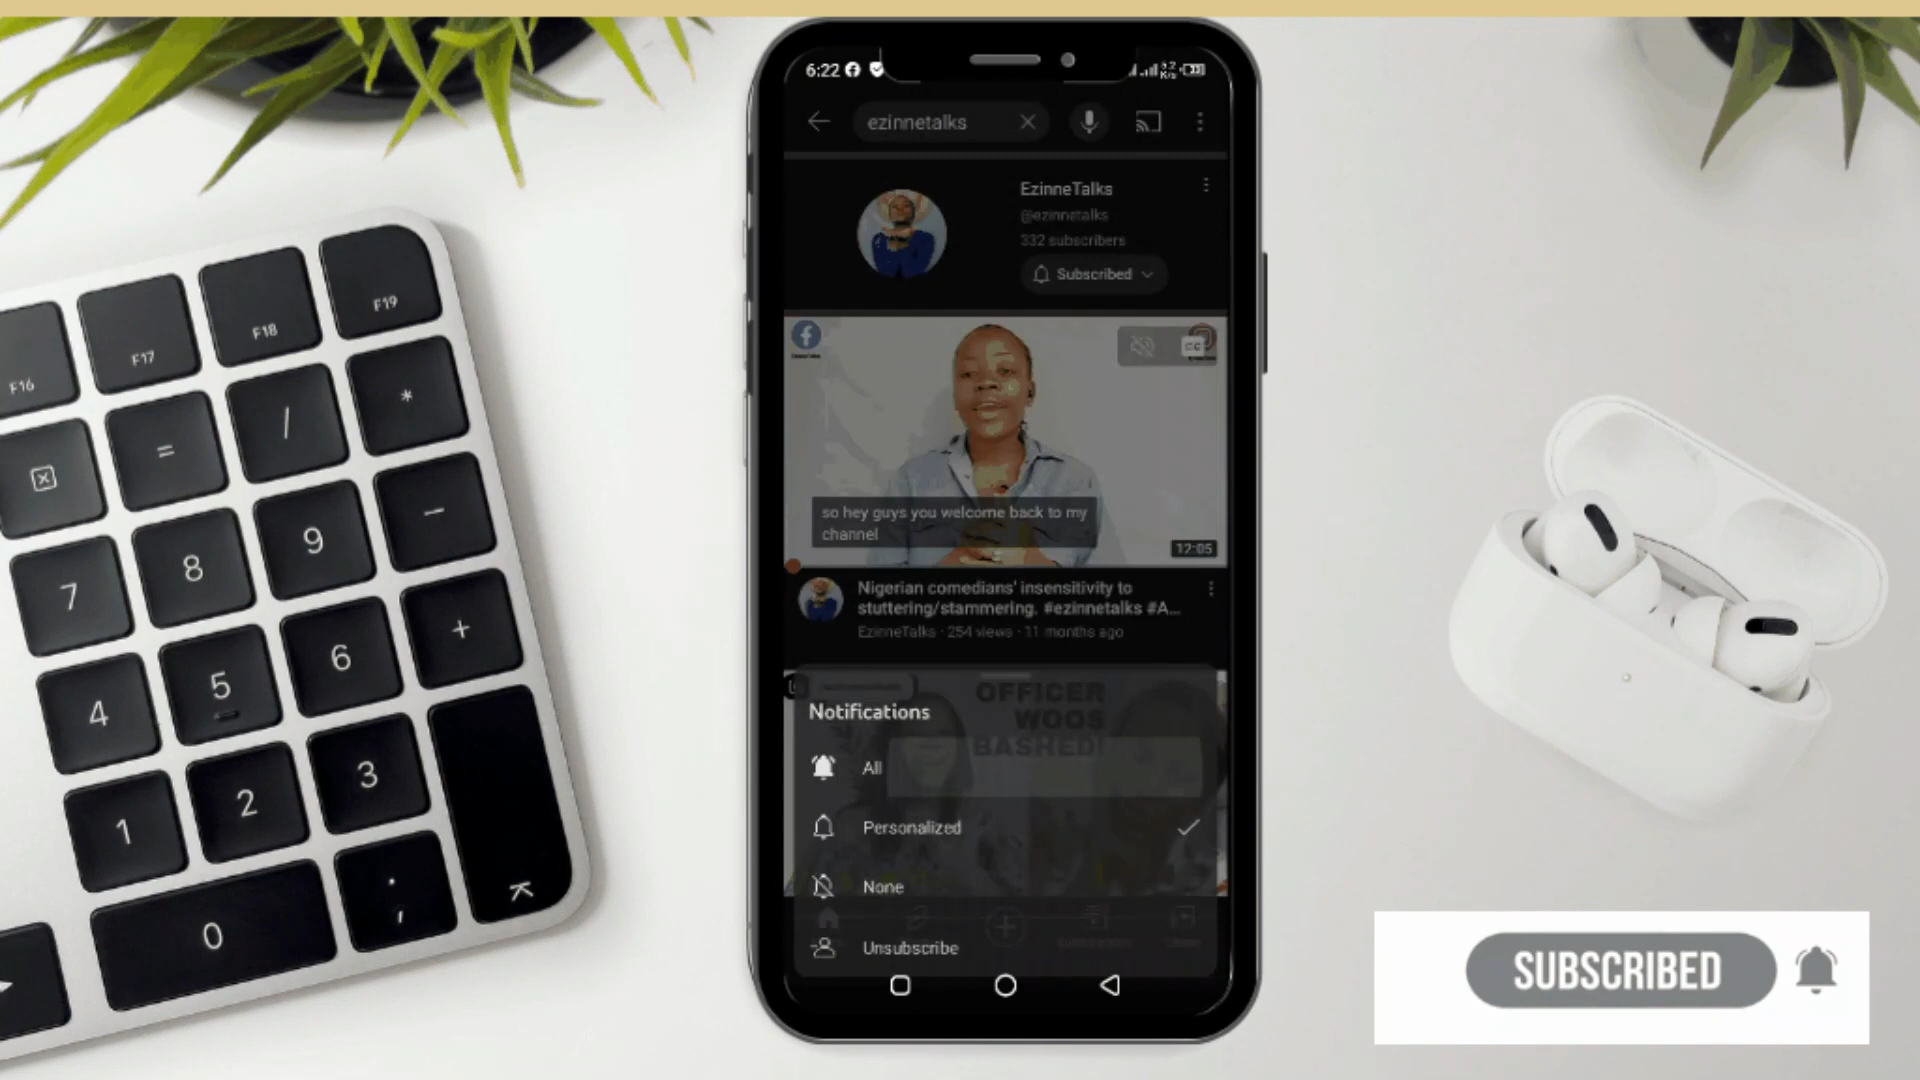 6:22
ezinnetalks
EzinneTalks
@ezinnetalks
332 subscribers
Subscribed
CC
so hey guys you welcome back to my
channel
12:05
Nigerian comedians' insensitivity to
stuttering/stammering. #ezinnetalks #A...
EzinneTalks · 254 views · 11 months ago
OFFICER
WOOS
BASHED!
Notifications
All
Personalized
None
Unsubscribe
SUBSCRIBED
F16
F17
F18
F19
=
/
*
7
8
9
-
4
5
6
+
1
2
3
0